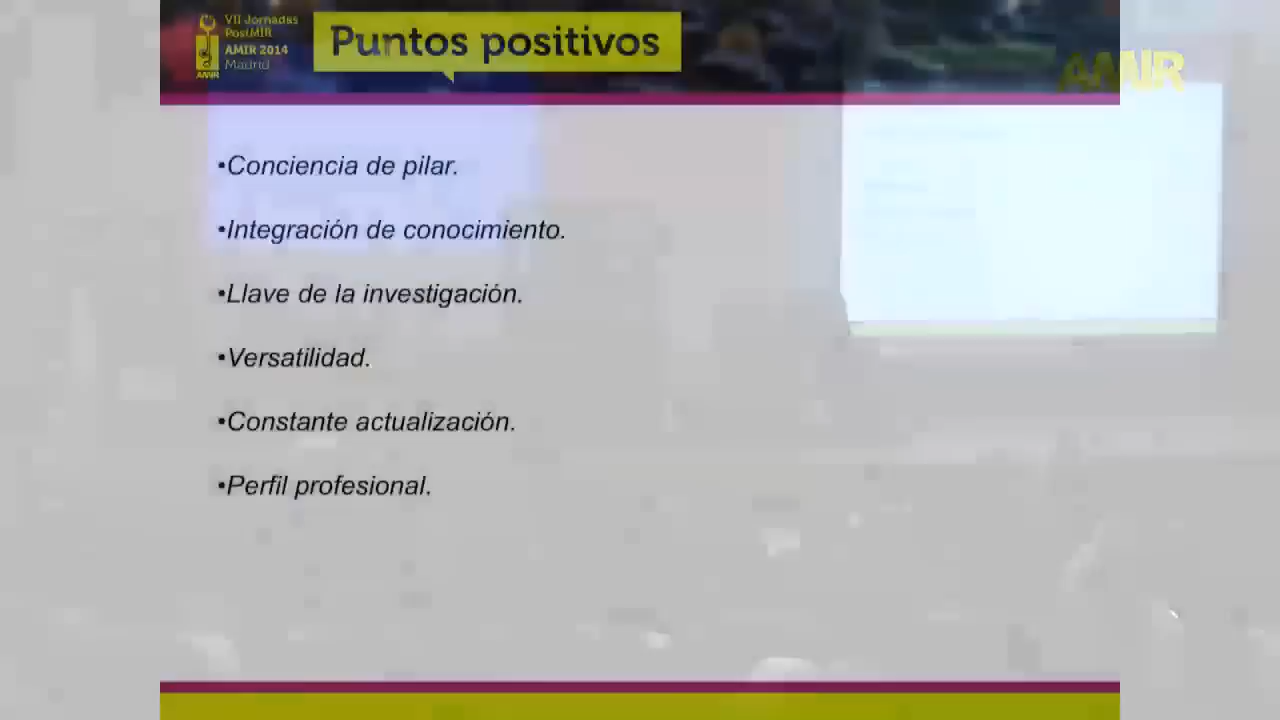 VII Jornadas
PostMIR
AMIR 2014
Madrid
AMIR
Puntos positivos
AMIR
•Conciencia de pilar.
•Integración de conocimiento.
•Llave de la investigación.
•Versatilidad.
•Constante actualización.
•Perfil profesional.